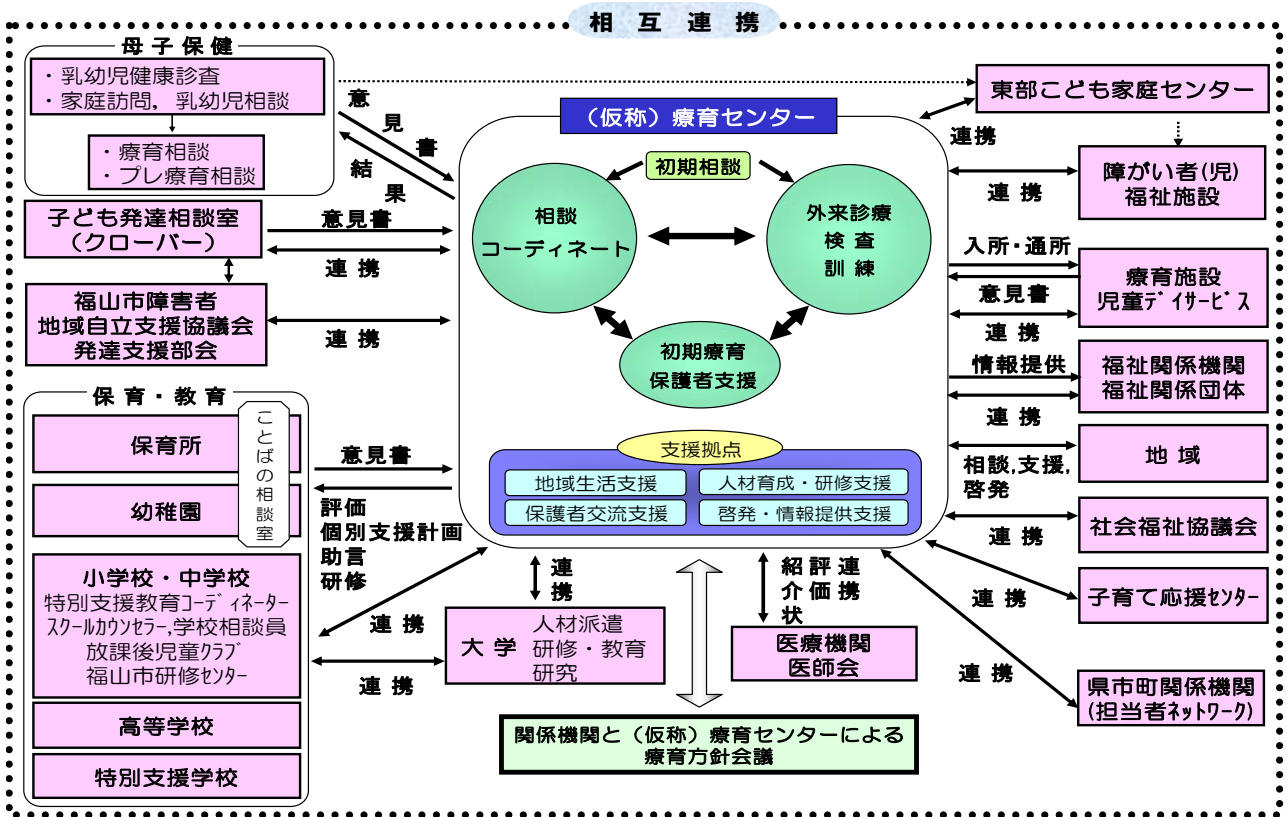 相互連携
母子保健
・乳幼児健康診査
・家庭訪問，乳幼児相談
・療育相談
・プレ療育相談
意見書
結果
子ども発達相談室
（クローバー）
意見書
連携
福山市障害者
地域自立支援協議会
発達支援部会
連携
保育・教育
保育所
幼稚園
ことばの相談室
小学校・中学校
特別支援教育ｺｰﾃﾞｨﾈｰﾀｰ
ｽｸｰﾙｶｳﾝｾﾗｰ,学校相談員
放課後児童ｸﾗﾌﾞ
福山市研修ｾﾝﾀｰ
高等学校
特別支援学校
意見書
評価
個別支援計画
助言
研修
連携
連携
（仮称）療育センター
初期相談
相談
コーディネート
外来診療
検査
訓練
初期療育
保護者支援
支援拠点
地域生活支援
人材育成・研修支援
保護者交流支援
啓発・情報提供支援
連携
大学
人材派遣
研修・教育
研究
紹介状
評価
連携
医療機関
医師会
関係機関と（仮称）療育センターによる
療育方針会議
東部こども家庭センター
連携
障がい者(児)
福祉施設
連携
入所・通所
療育施設
児童ﾃﾞｲｻｰﾋﾞｽ
意見書
連携
情報提供
福祉関係機関
福祉関係団体
連携
地域
相談,支援,
啓発
社会福祉協議会
連携
子育て応援ｾﾝﾀｰ
連携
県市町関係機関
(担当者ﾈｯﾄﾜｰｸ)
連携